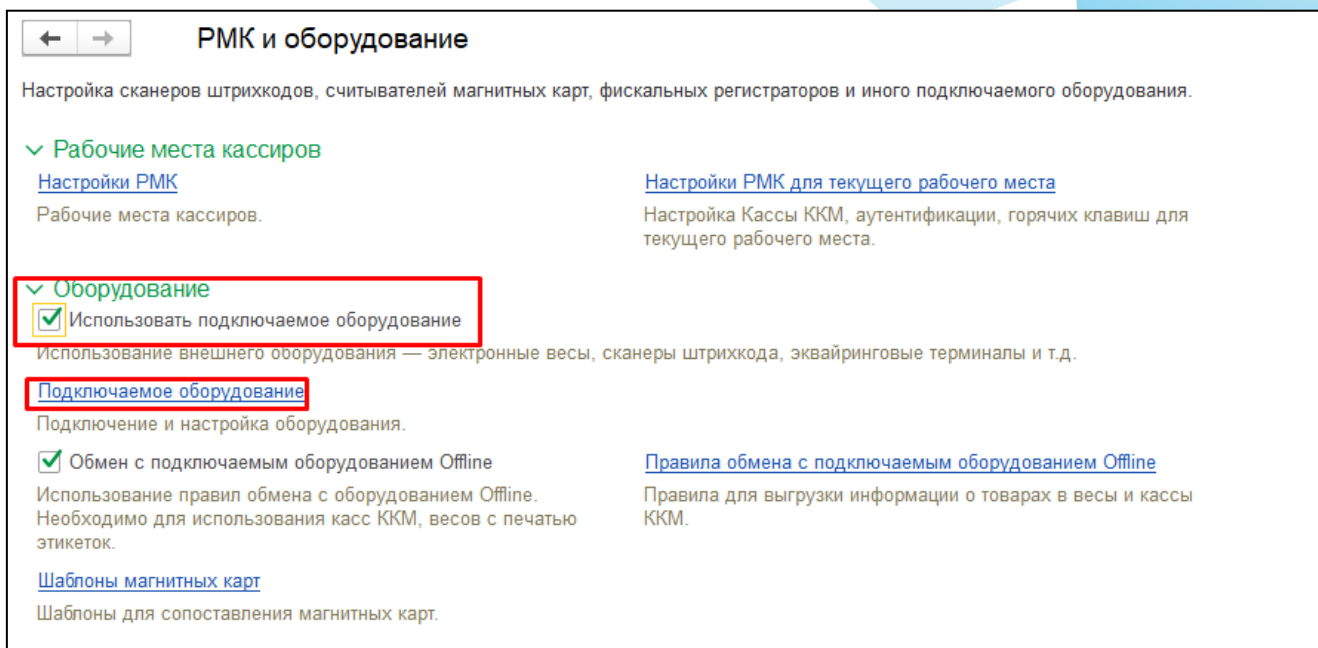 РМК и оборудование
Настройка сканеров штрихкодов, считывателей магнитных карт, фискальных регистраторов и иного подключаемого оборудования.
Рабочие места кассиров
Настройки РМК
Рабочие места кассиров.
Настройки РМК для текущего рабочего места
Настройка Кассы ККМ, аутентификации, горячих клавиш для
текущего рабочего места.
Оборудование
Использовать подключаемое оборудование
Использование внешнего оборудования — электронные весы, сканеры штрихкода, эквайринговые терминалы и т.д.
Подключаемое оборудование
Подключение и настройка оборудования.
Обмен с подключаемым оборудованием Offline
Использование правил обмена с оборудованием Offline.
Необходимо для использования касс ККМ, весов с печатью
этикеток.
Правила обмена с подключаемым оборудованием Offline
Правила для выгрузки информации о товарах в весы и кассы
ККМ.
Шаблоны магнитных карт
Шаблоны для сопоставления магнитных карт.